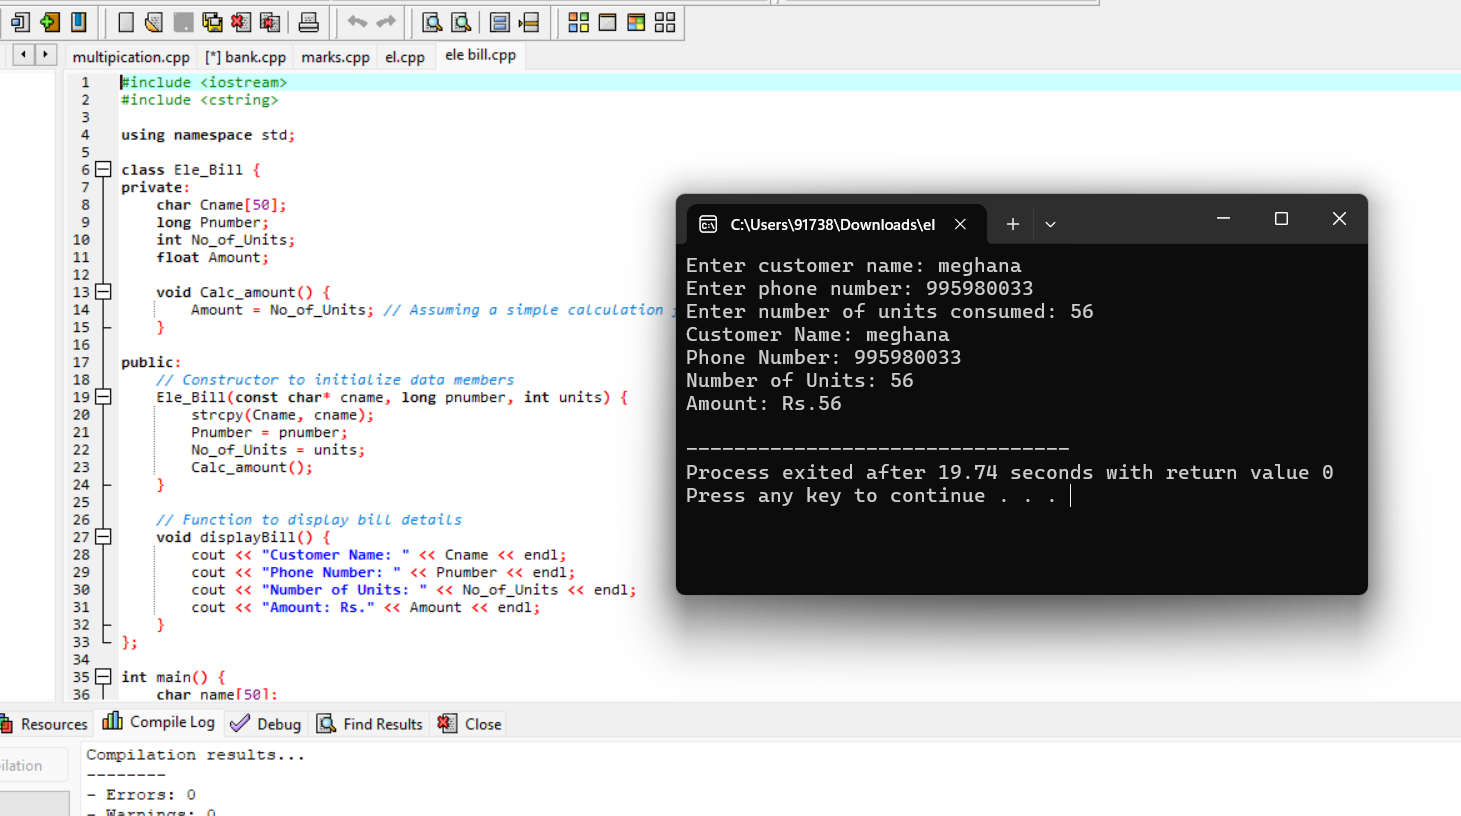 multipication.cpp [*] bank.cpp marks.cpp el.cpp ele bill.cpp
1 #include <iostream>
2 #include <cstring>
3
4 using namespace std;
5
6 class Ele_Bill {
7 private:
8 char Cname[50];
9 long Pnumber;
10 int No_of_Units;
11 float Amount;
12
13 void Calc_amount() {
14 Amount = No_of_Units; // Assuming a simple calculation
15 }
16
17 public:
18 // Constructor to initialize data members
19 Ele_Bill(const char* cname, long pnumber, int units) {
20 strcpy(Cname, cname);
21 Pnumber = pnumber;
22 No_of_Units = units;
23 Calc_amount();
24 }
25
26 // Function to display bill details
27 void displayBill() {
28 cout << "Customer Name: " << Cname << endl;
29 cout << "Phone Number: " << Pnumber << endl;
30 cout << "Number of Units: " << No_of_Units << endl;
31 cout << "Amount: Rs." << Amount << endl;
32 }
33 };
34
35 int main() {
36 char name[50];
C:\Users\91738\Downloads\el
Enter customer name: meghana
Enter phone number: 995980033
Enter number of units consumed: 56
Customer Name: meghana
Phone Number: 995980033
Number of Units: 56
Amount: Rs.56
--------------------------------
Process exited after 19.74 seconds with return value 0
Press any key to continue . . .
Resources Compile Log Debug Find Results Close
ilation
Compilation results...
--------
- Errors: 0
- Warnings: 0